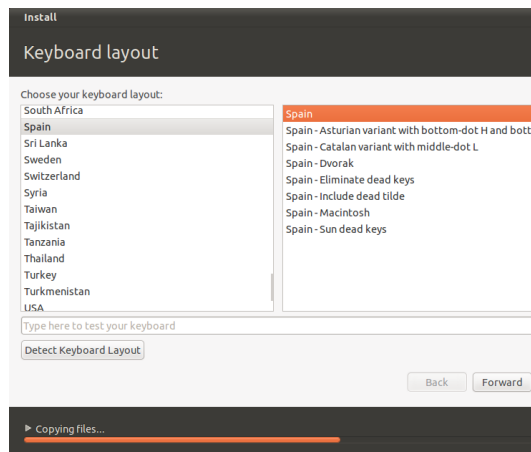 Install
Keyboard layout
Choose your keyboard layout:
South Africa
Spain
Sri Lanka
Sweden
Switzerland
Syria
Taiwan
Tajikistan
Tanzania
Thailand
Turkey
Turkmenistan
USA
Spain
Spain - Asturian variant with bottom-dot H and bott
Spain - Catalan variant with middle-dot L
Spain - Dvorak
Spain - Eliminate dead keys
Spain - Include dead tilde
Spain - Macintosh
Spain - Sun dead keys
Type here to test your keyboard
Detect Keyboard Layout
Back
Forward
Copying files...